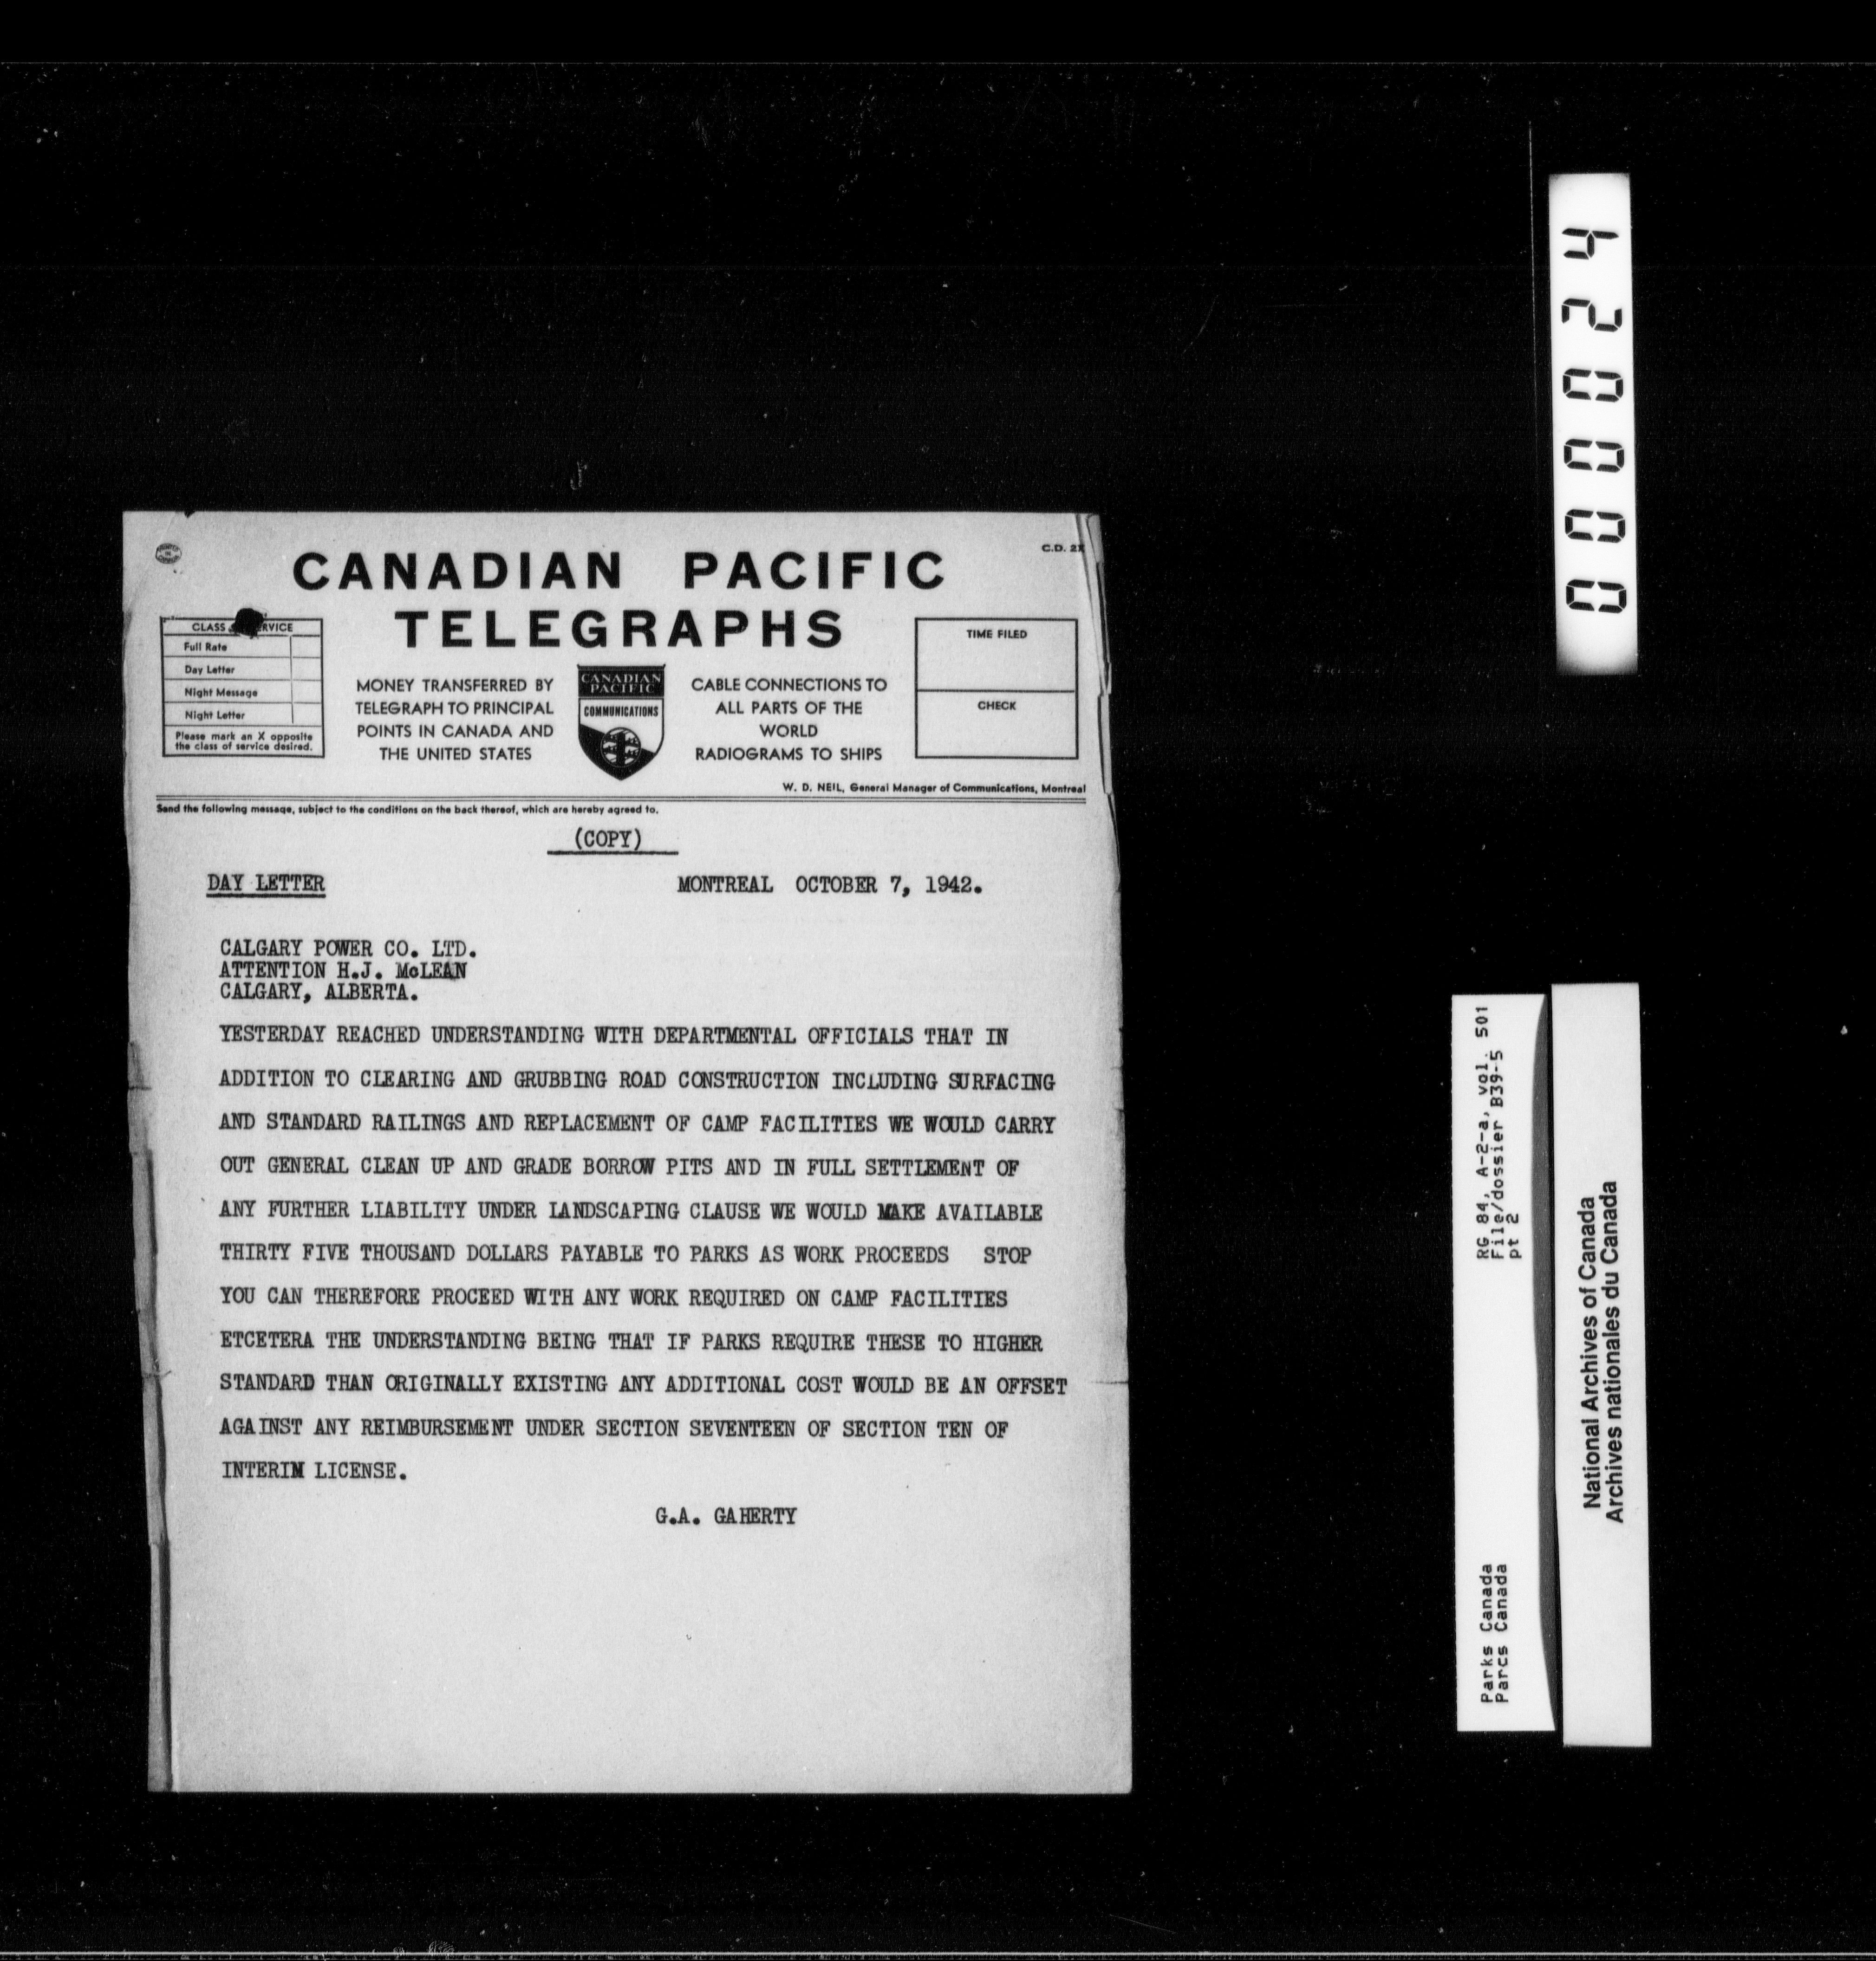 C.D. 2X
CANADIAN PACIFIC
TELEGRAPHS
CLASS SERVICE
Full Rate
Day Letter
Night Message
Night Letter
Please mark an X opposite
the class of service desired.
MONEY TRANSFERRED BY
TELEGRAPH TO PRINCIPAL
POINTS IN CANADA AND
THE UNITED STATES
CANADIAN
PACIFIC
COMMUNICATIONS
CABLE CONNECTIONS TO
ALL PARTS OF THE
WORLD
RADIOGRAMS TO SHIPS
TIME FILED
CHECK
W. D. NEIL, General Manager of Communications, Montreal
Send the following message, subject to the conditions on the back thereof, which are hereby agreed to.
(COPY)
DAY LETTER MONTREAL OCTOBER 7, 1942.
CALGARY POWER CO. LTD.
ATTENTION H.J. McLEAN
CALGARY, ALBERTA.
YESTERDAY REACHED UNDERSTANDING WITH DEPARTMENTAL OFFICIALS THAT IN
ADDITION TO CLEARING AND GRUBBING ROAD CONSTRUCTION INCLUDING SURFACING
AND STANDARD RAILINGS AND REPLACEMENT OF CAMP FACILITIES WE WOULD CARRY
OUT GENERAL CLEAN UP AND GRADE BORROW PITS AND IN FULL SETTLEMENT OF
ANY FURTHER LIABILITY UNDER LANDSCAPING CLAUSE WE WOULD MAKE AVAILABLE
THIRTY FIVE THOUSAND DOLLARS PAYABLE TO PARKS AS WORK PROCEEDS STOP
YOU CAN THEREFORE PROCEED WITH ANY WORK REQUIRED ON CAMP FACILITIES
ETCETERA THE UNDERSTANDING BEING THAT IF PARKS REQUIRE THESE TO HIGHER
STANDARD THAN ORIGINALLY EXISTING ANY ADDITIONAL COST WOULD BE AN OFFSET
AGAINST ANY REIMBURSEMENT UNDER SECTION SEVENTEEN OF SECTION TEN OF
INTERIM LICENSE.
G.A. GAHERTY
000024
RG 84, A-2-a, vol. 501
File/dossier B39-5
pt 2
Parks Canada
Parcs Canada
National Archives of Canada
Archives nationales du Canada